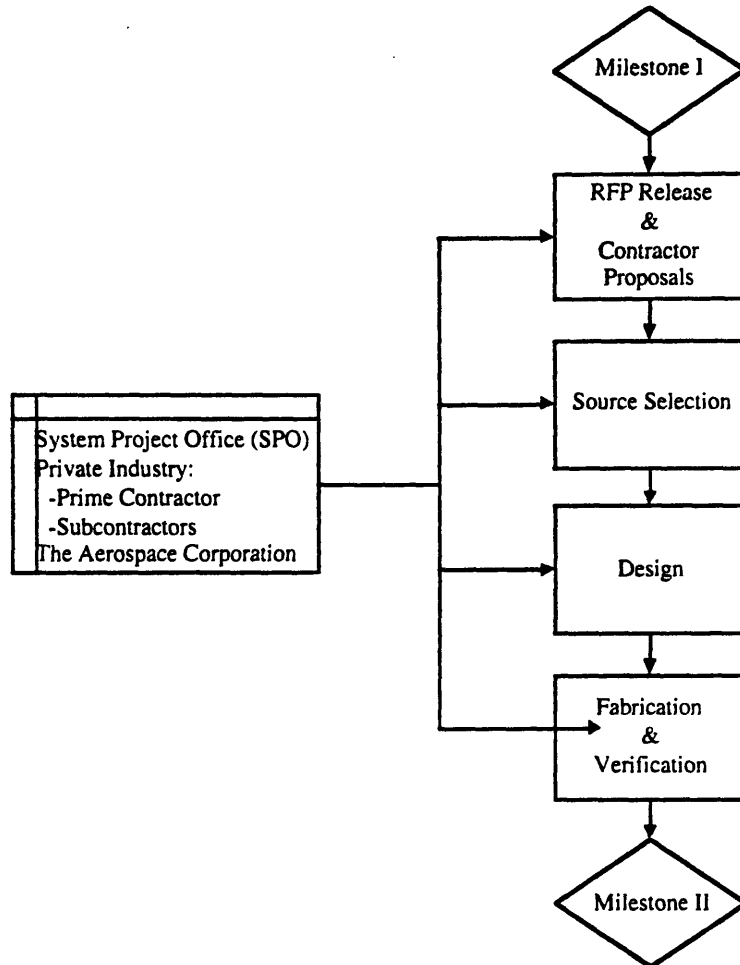 Milestone I
RFP Release
&
Contractor
Proposals
Source Selection
System Project Office (SPO)
Private Industry:
-Prime Contractor
-Subcontractors
The Aerospace Corporation
Design
Fabrication
&
Verification
Milestone II